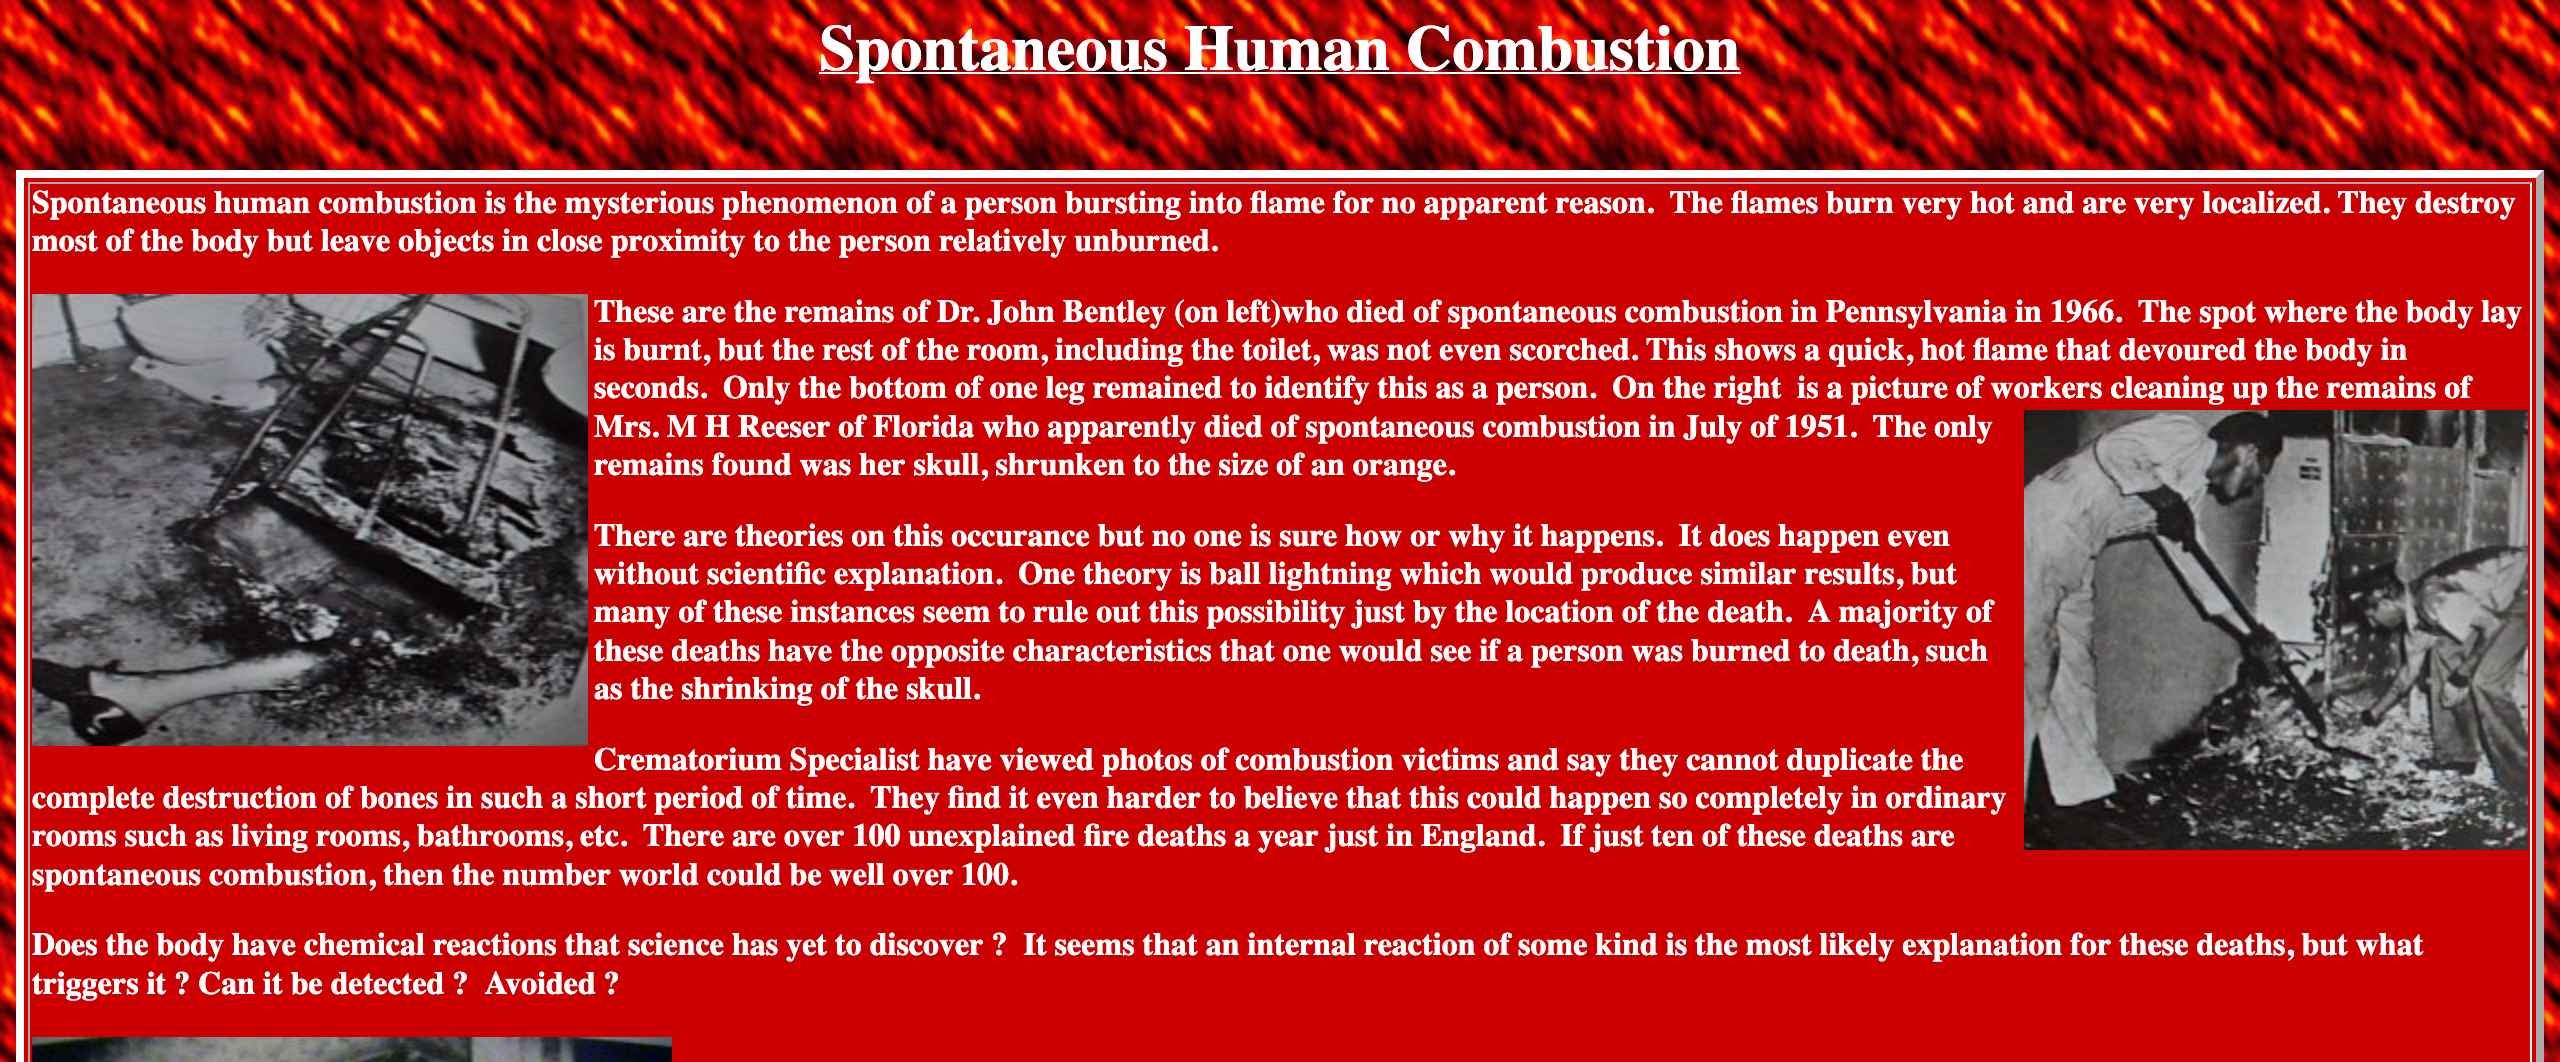 Spontaneous Human Combustion
Spontaneous human combustion is the mysterious phenomenon of a person bursting into flame for no apparent reason.  The flames burn very hot and are very localized. They destroy
most of the body but leave objects in close proximity to the person relatively unburned.
These are the remains of Dr. John Bentley (on left)who died of spontaneous combustion in Pennsylvania in 1966.  The spot where the body lay
is burnt, but the rest of the room, including the toilet, was not even scorched. This shows a quick, hot flame that devoured the body in
seconds.  Only the bottom of one leg remained to identify this as a person.  On the right  is a picture of workers cleaning up the remains of
Mrs. M H Reeser of Florida who apparently died of spontaneous combustion in July of 1951.  The only
remains found was her skull, shrunken to the size of an orange.
There are theories on this occurance but no one is sure how or why it happens.  It does happen even
without scientific explanation.  One theory is ball lightning which would produce similar results, but
many of these instances seem to rule out this possibility just by the location of the death.  A majority of
these deaths have the opposite characteristics that one would see if a person was burned to death, such
as the shrinking of the skull.
Crematorium Specialist have viewed photos of combustion victims and say they cannot duplicate the
complete destruction of bones in such a short period of time.  They find it even harder to believe that this could happen so completely in ordinary
rooms such as living rooms, bathrooms, etc.  There are over 100 unexplained fire deaths a year just in England.  If just ten of these deaths are
spontaneous combustion, then the number world could be well over 100.
Does the body have chemical reactions that science has yet to discover ?  It seems that an internal reaction of some kind is the most likely explanation for these deaths, but what
triggers it ? Can it be detected ?  Avoided ?